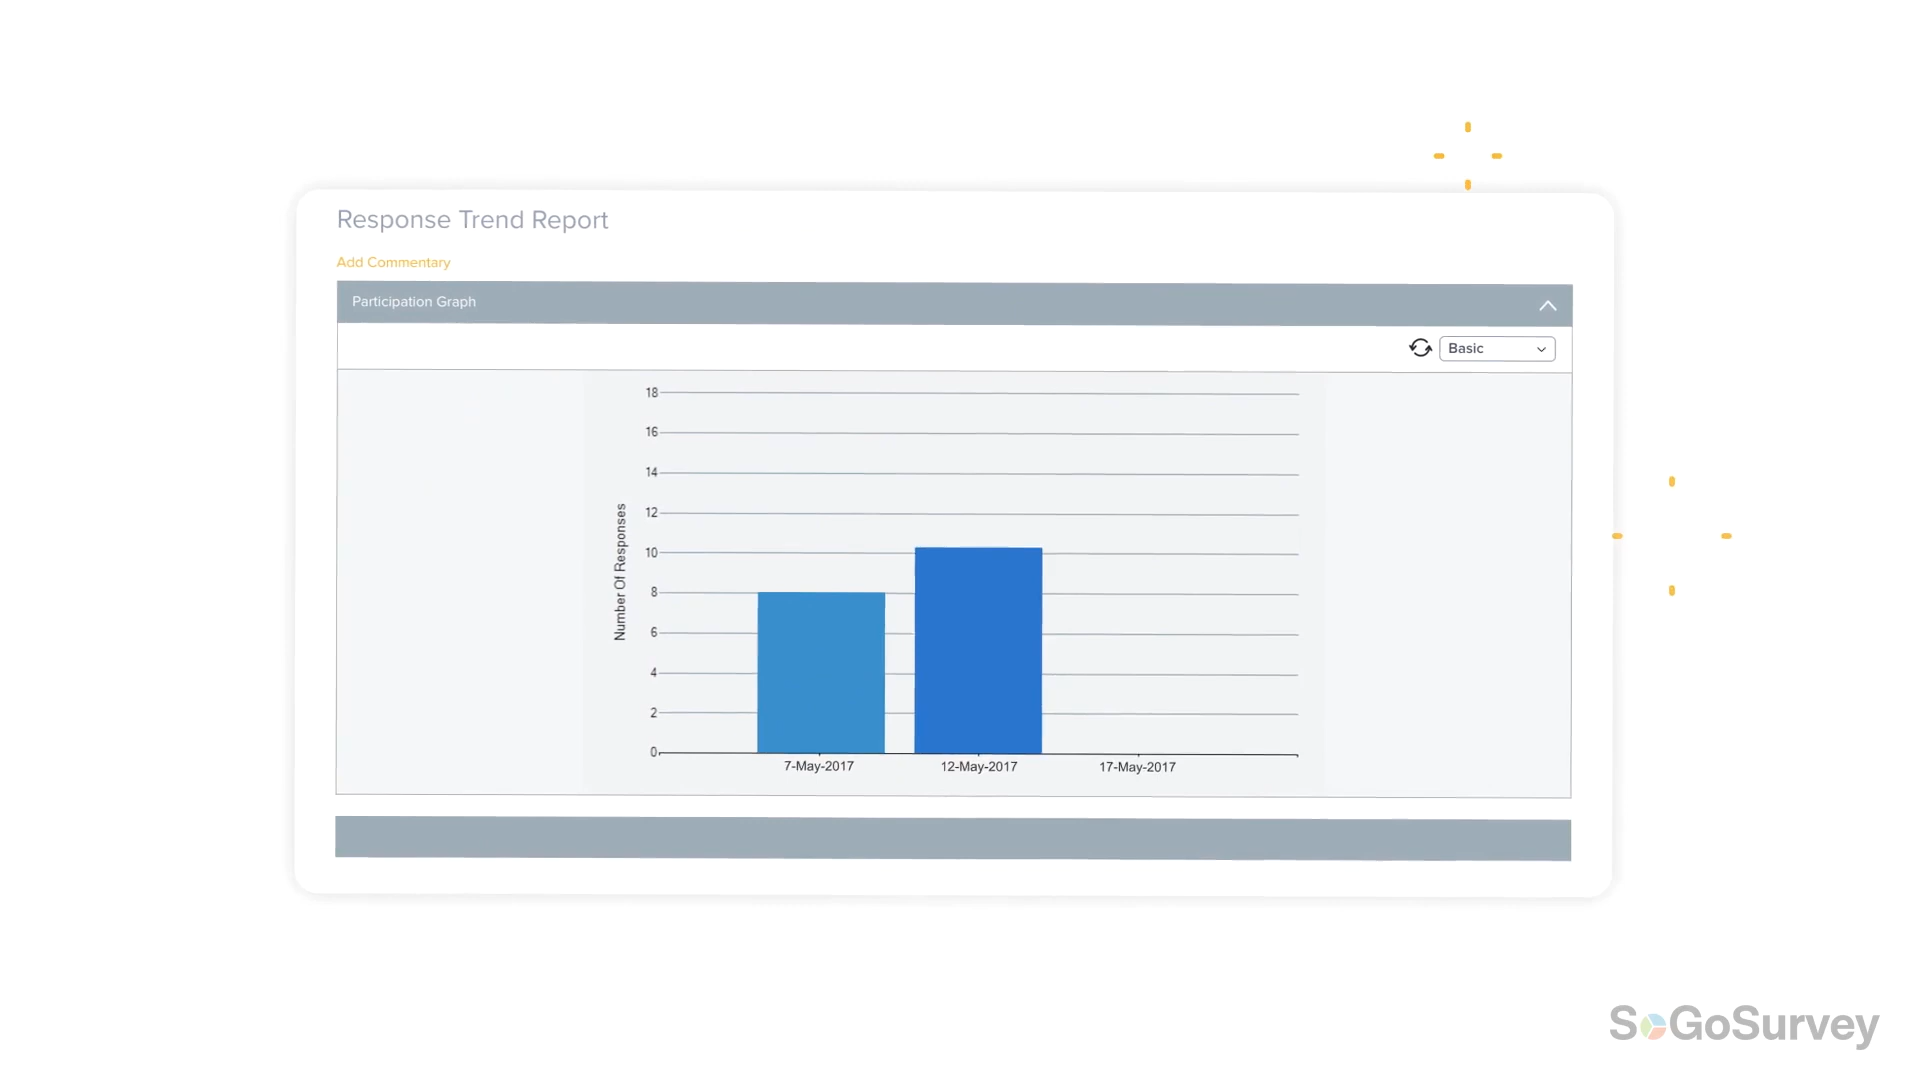 Response Trend Report
Add Commentary
Participation Graph
Basic
18
16
14
12
10
8
6
4
2
0
Number Of Responses
7-May-2017 12-May-2017 17-May-2017
SoGoSurvey